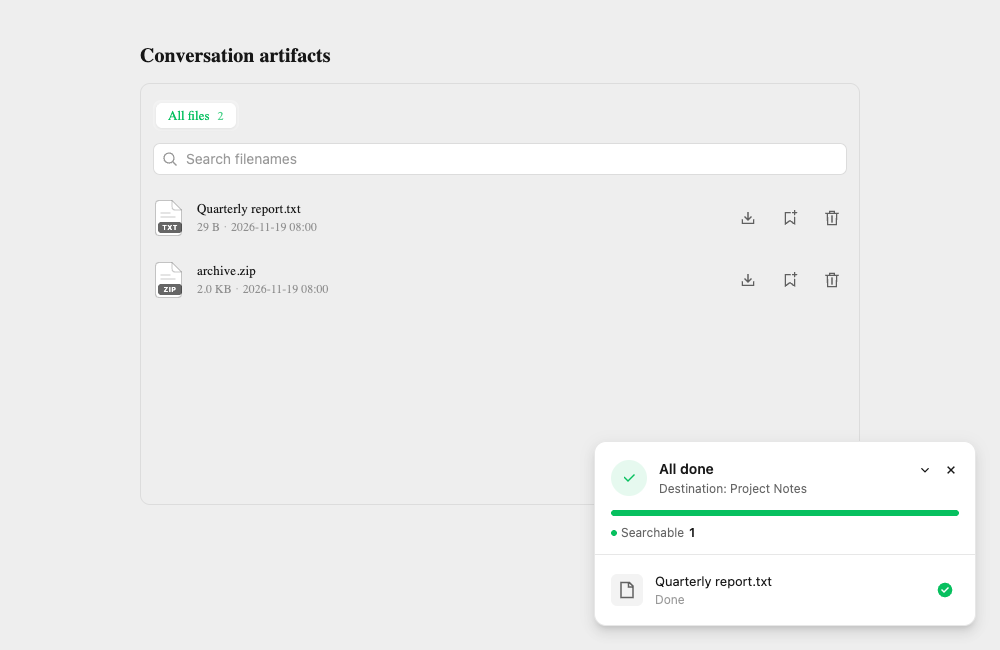 Conversation artifacts
All files 2
Search filenames
Quarterly report.txt
TXT
29 B · 2026-11-19 08:00
archive.zip
ZIP
2.0 KB · 2026-11-19 08:00
All done
Destination: Project Notes
Searchable 1
Quarterly report.txt
Done